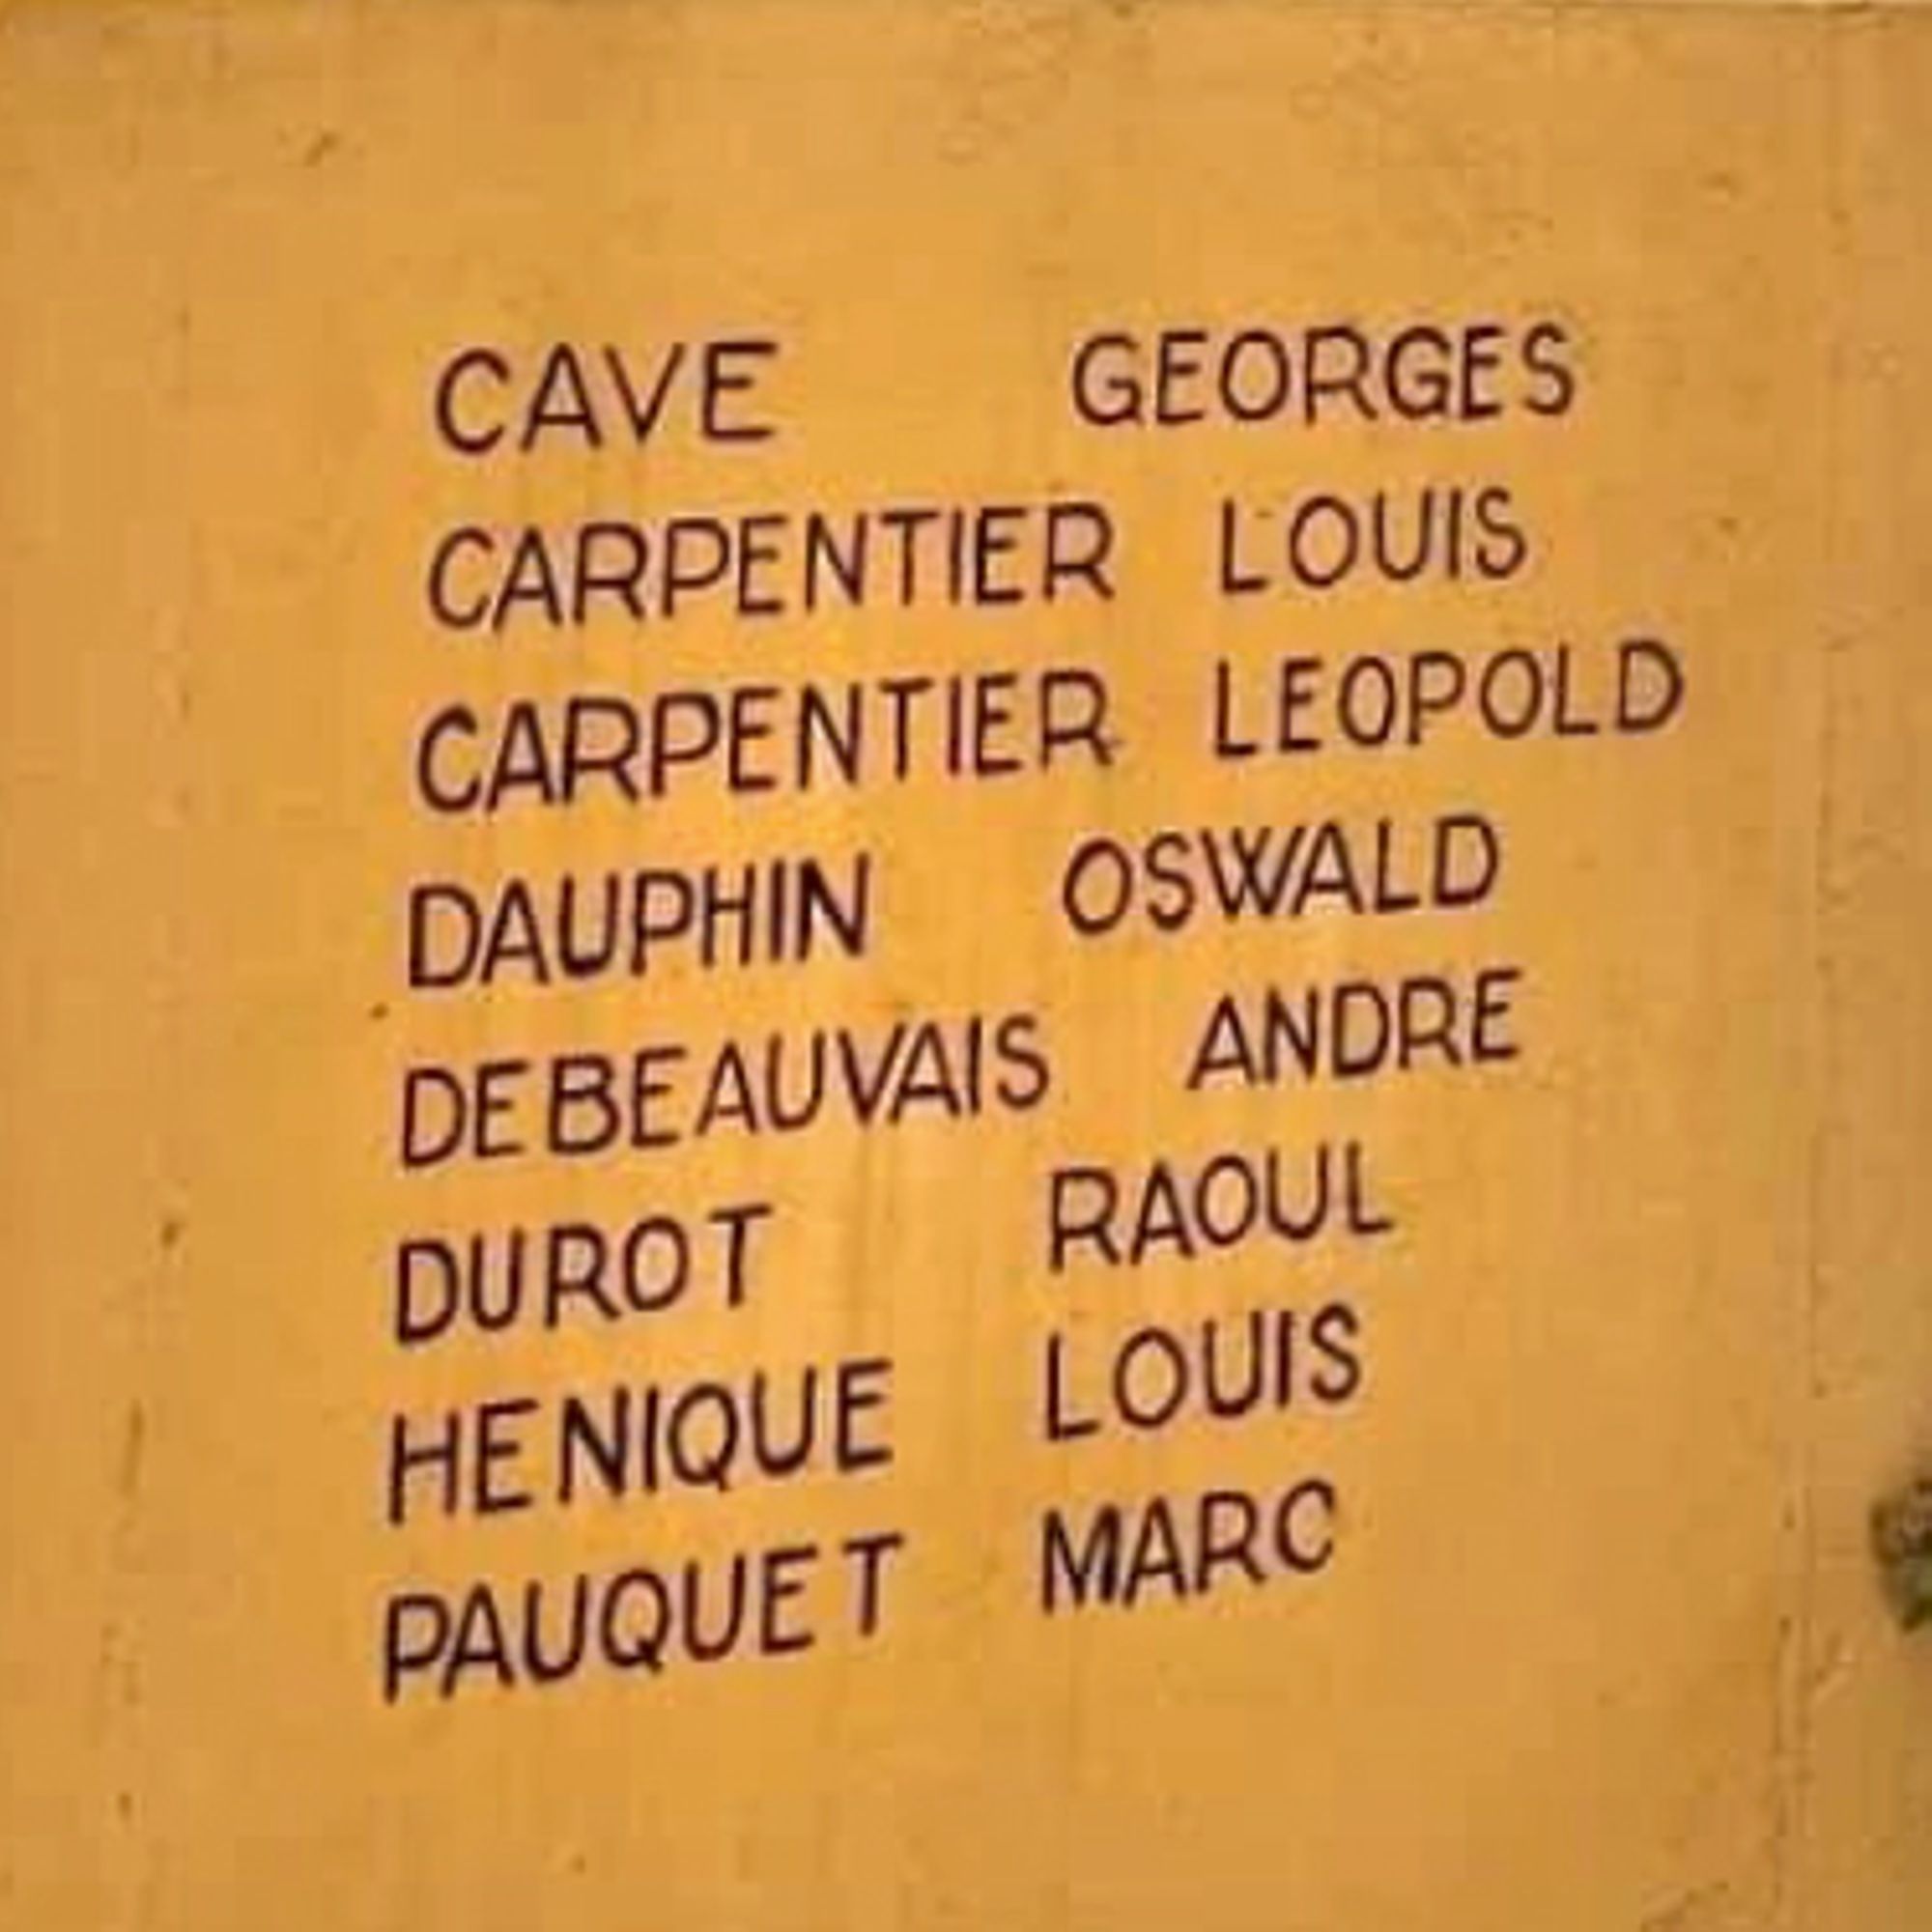 CAVE GEORGES
CARPENTIER LOUIS
CARPENTIER LEOPOLD
DAUPHIN OSWALD
DEBEAUVAIS ANDRE
DUROT RAOUL
HENIQUE LOUIS
PAUQUET MARC